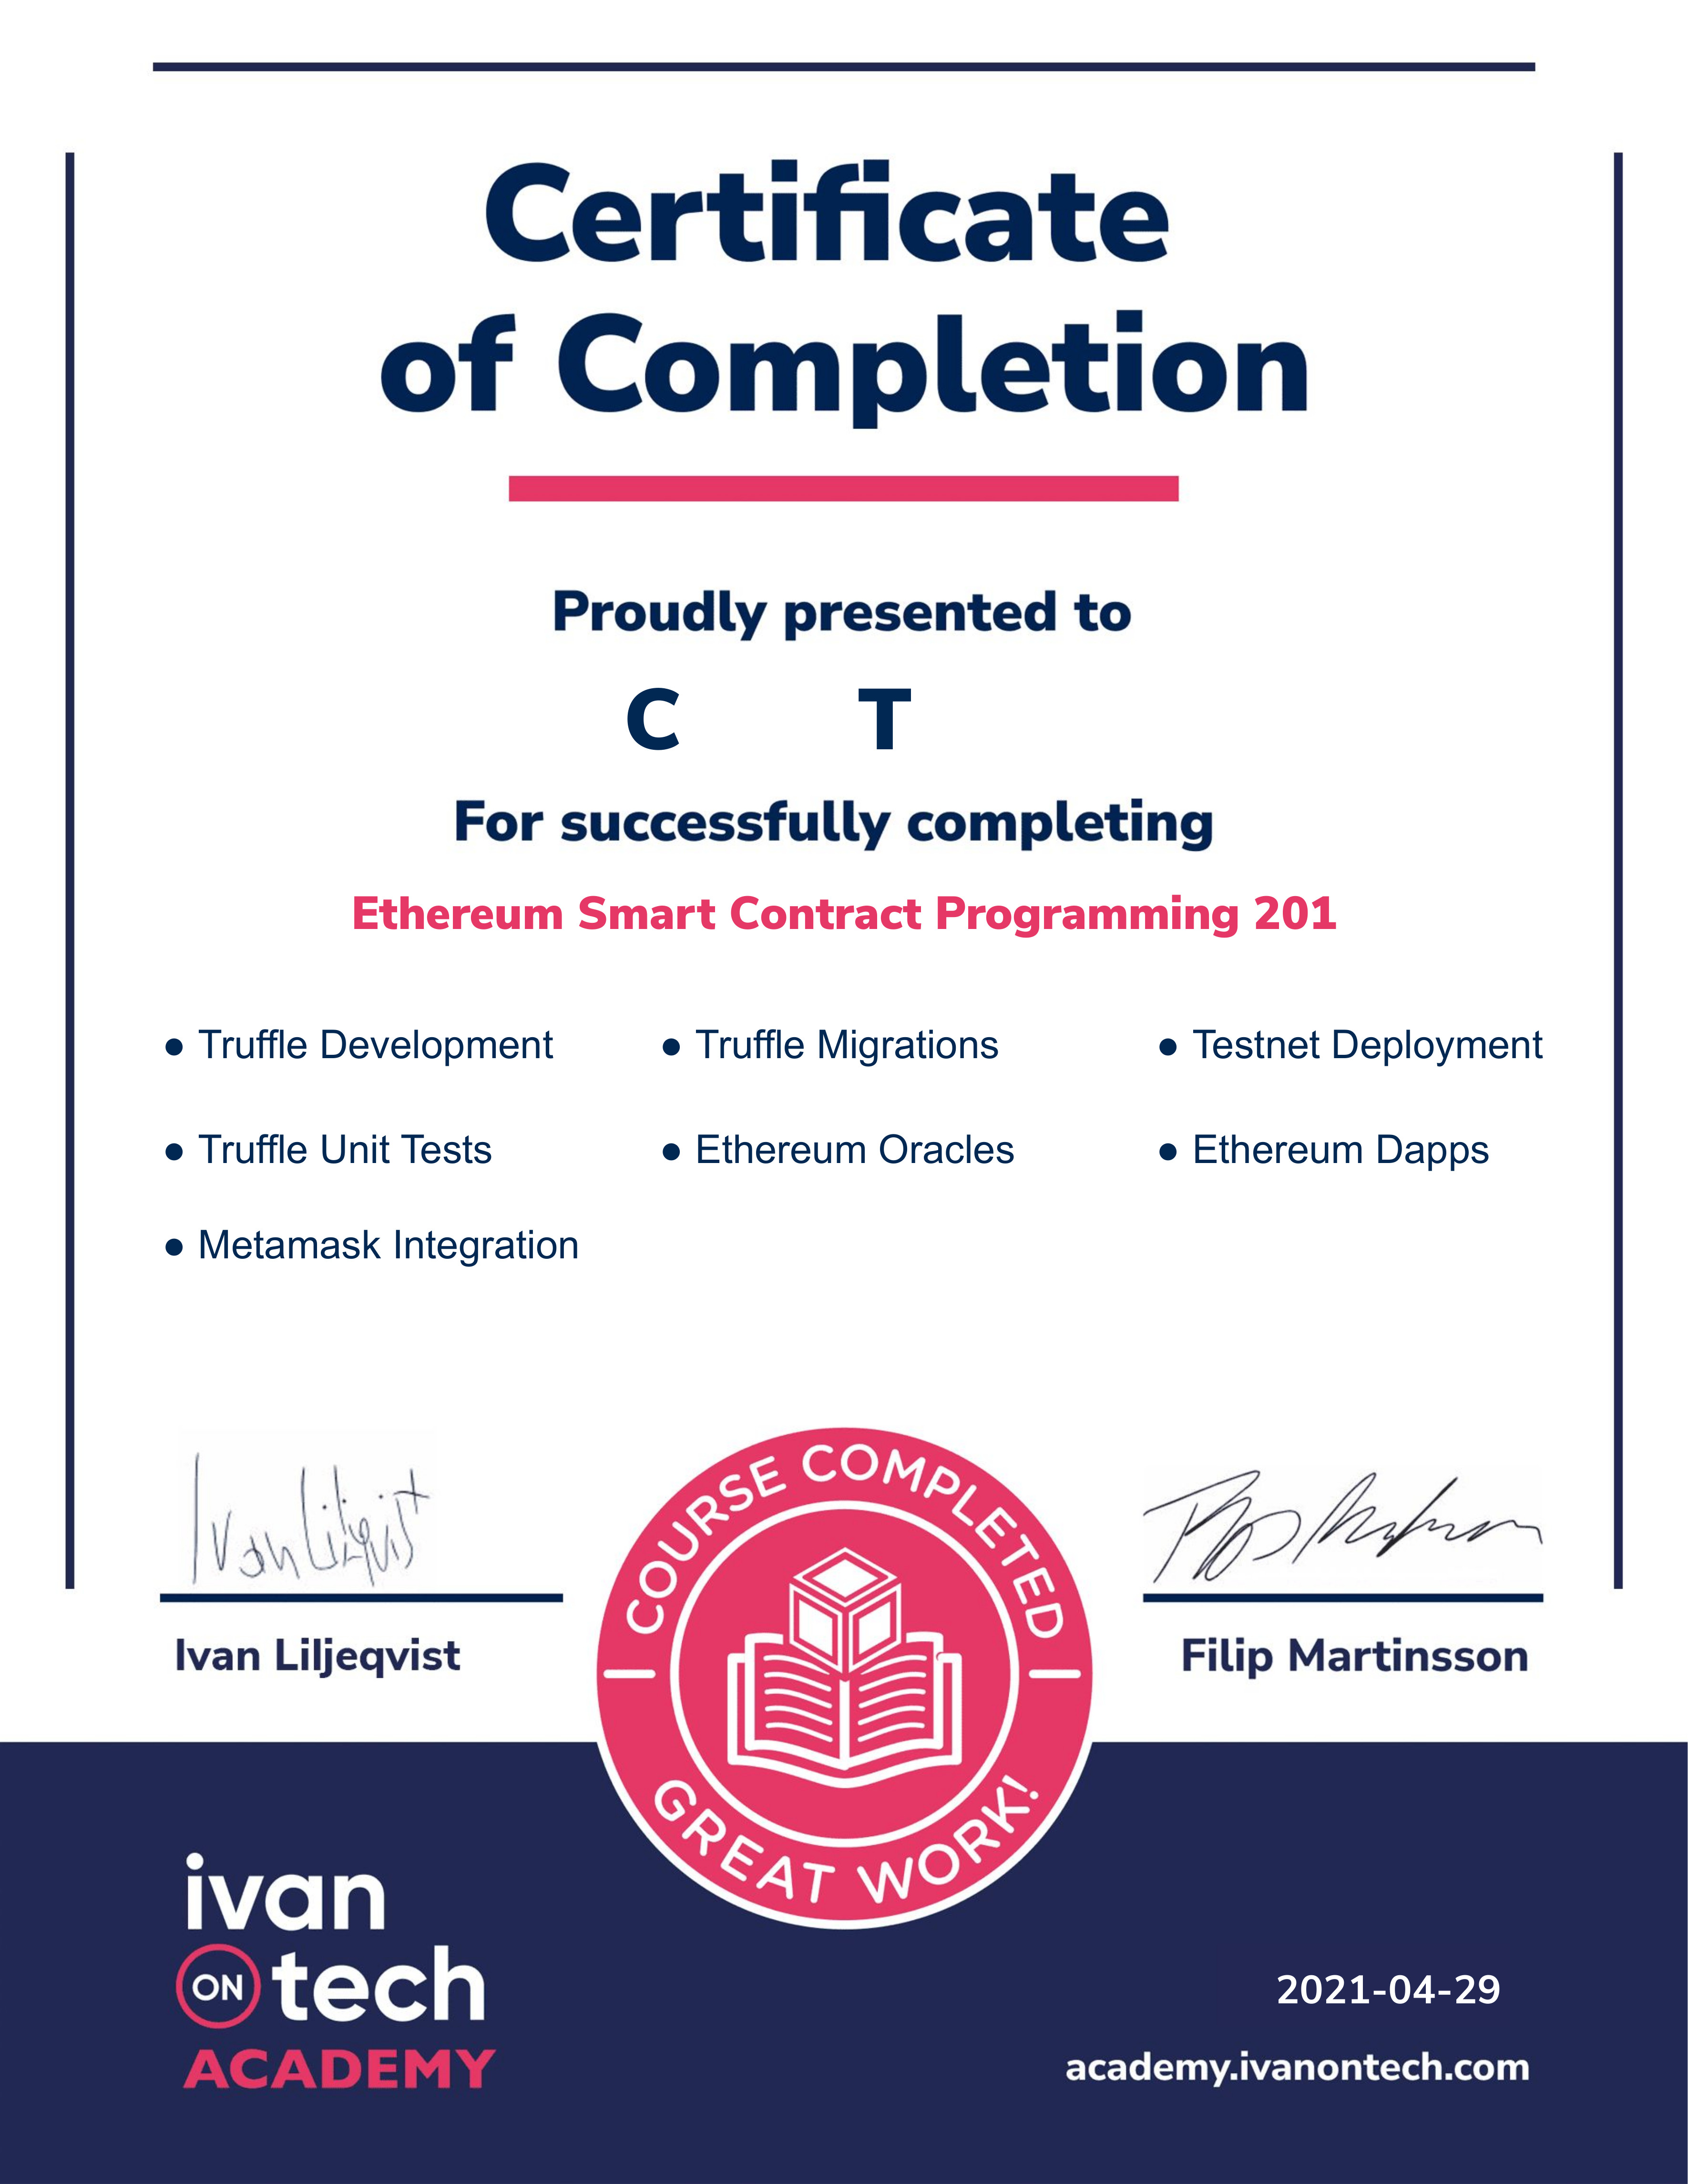 Certificate
of Completion
Proudly presented to
C T
For successfully completing
Ethereum Smart Contract Programming 201
● Truffle Development ● Truffle Migrations ● Testnet Deployment
● Truffle Unit Tests ● Ethereum Oracles ● Ethereum Dapps
● Metamask Integration
Ivan Liljeqvist
COURSE COMPLETED
GREAT WORK!
Ivan Liljeqvist
Filip Martinsson
ivan
ON tech
ACADEMY
2021-04-29
academy.ivanontech.com